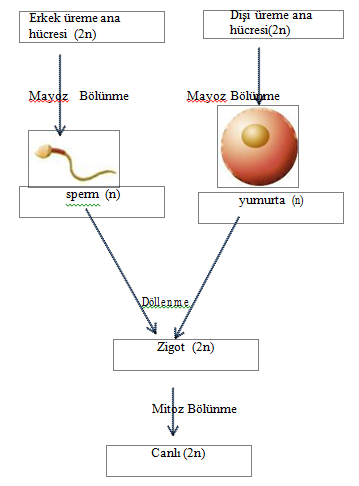 Erkek üreme ana
hücresi (2n)
Dişi üreme ana
hücresi(2n)
Mayoz Bölünme
Mayoz Bölünme
sperm (n)
yumurta (n)
Döllenme
Zigot (2n)
Mitoz Bölünme
Canlı (2n)